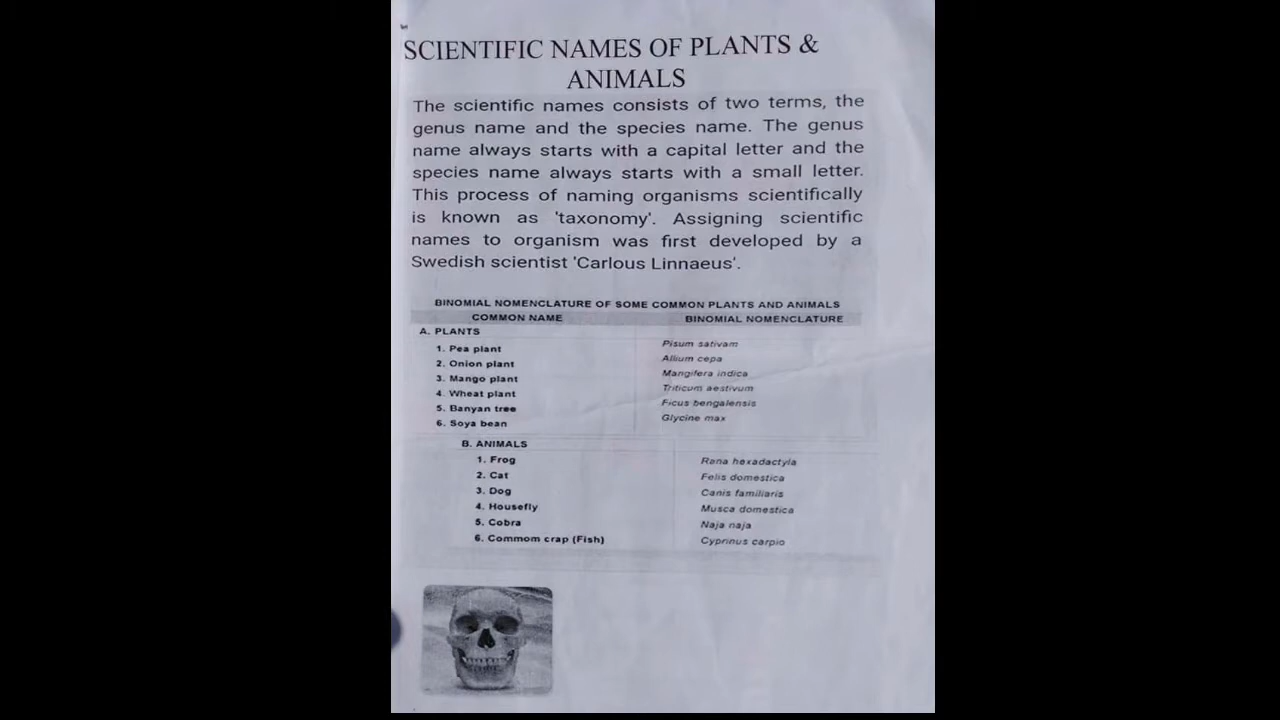 SCIENTIFIC NAMES OF PLANTS &
ANIMALS
The scientific names consists of two terms, the
genus name and the species name. The genus
name always starts with a capital letter and the
species name always starts with a small letter.
This process of naming organisms scientifically
is known as 'taxonomy'. Assigning scientific
names to organism was first developed by a
Swedish scientist 'Carlous Linnaeus'.
BINOMIAL NOMENCLATURE OF SOME COMMON PLANTS AND ANIMALS
COMMON NAME BINOMIAL NOMENCLATURE
A. PLANTS
1. Pea plant Pisum sativam
2. Onion plant Allium cepa
3. Mango plant Mangifera indica
4. Wheat plant Triticum aestivum
5. Banyan tree Ficus bengalensis
6. Soya bean Glycine max
B. ANIMALS
1. Frog Rana hexadactyla
2. Cat Felis domestica
3. Dog Canis familiaris
4. Housefly Musca domestica
5. Cobra Naja naja
6. Commom crap (Fish) Cyprinus carpio